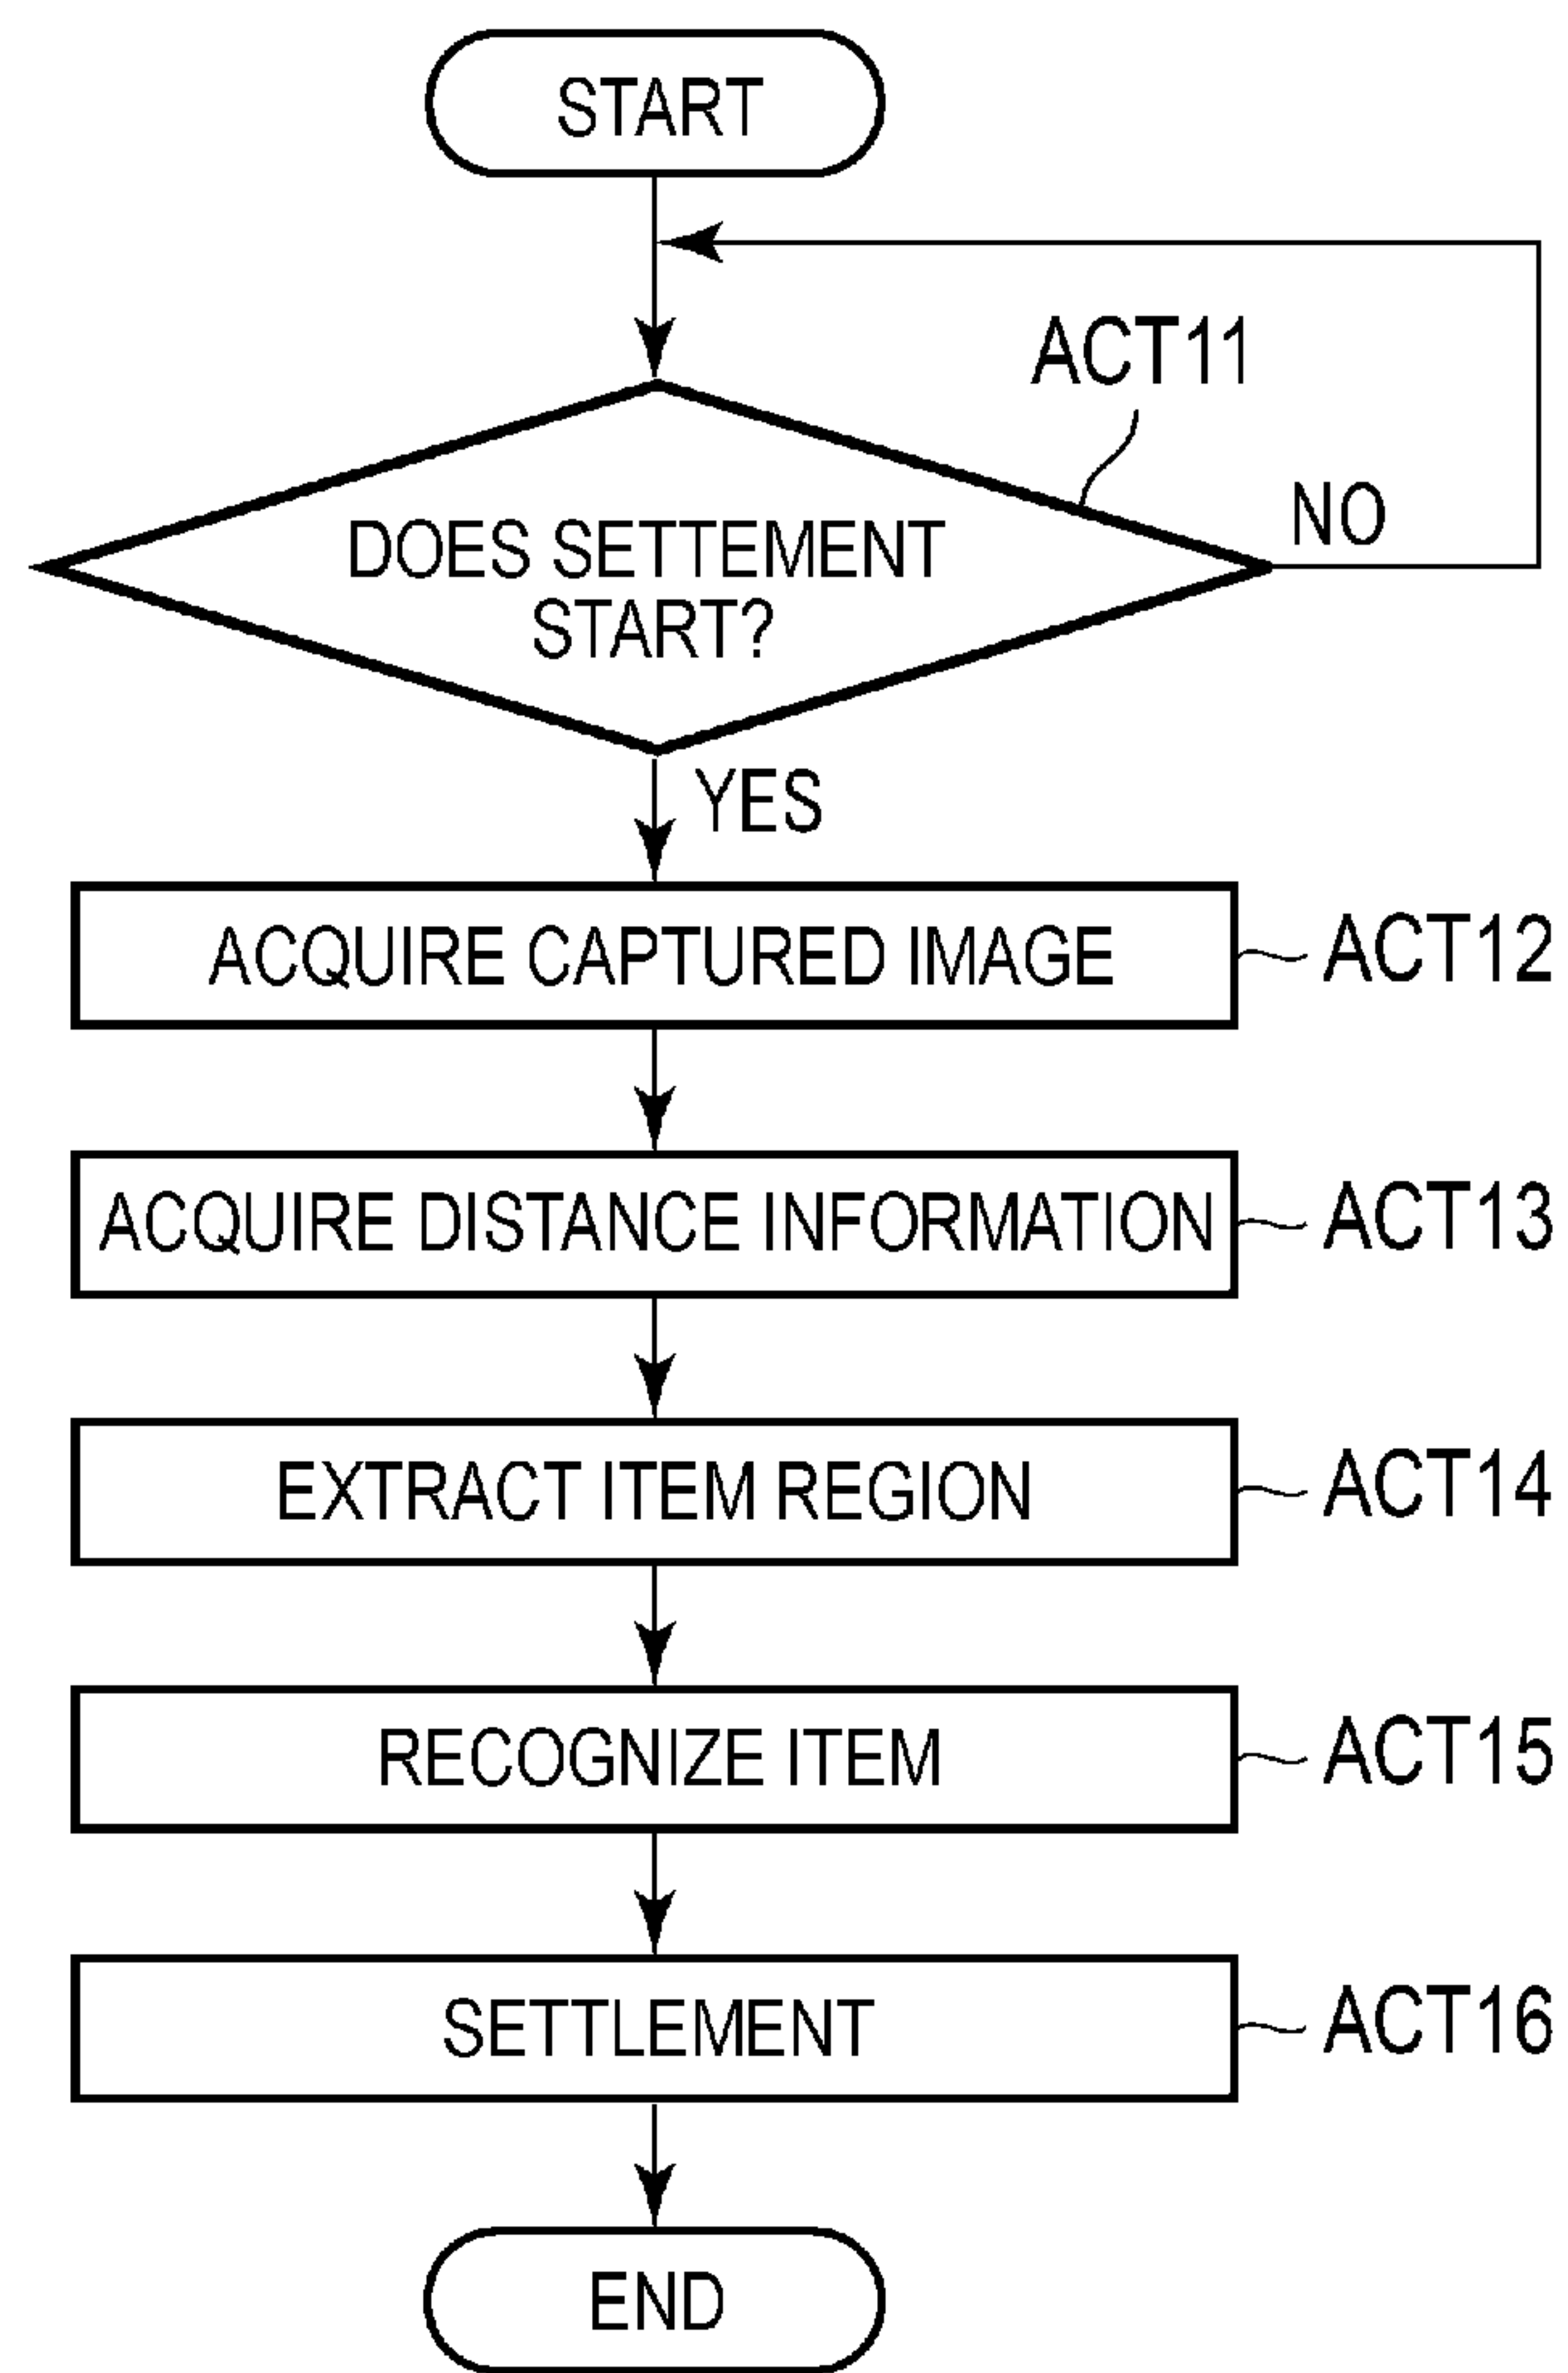 START
ACT11
DOES SETTEMENT
START?
NO
YES
ACQUIRE CAPTURED IMAGE
ACT12
ACQUIRE DISTANCE INFORMATION
ACT13
EXTRACT ITEM REGION
ACT14
RECOGNIZE ITEM
ACT15
SETTLEMENT
ACT16
END